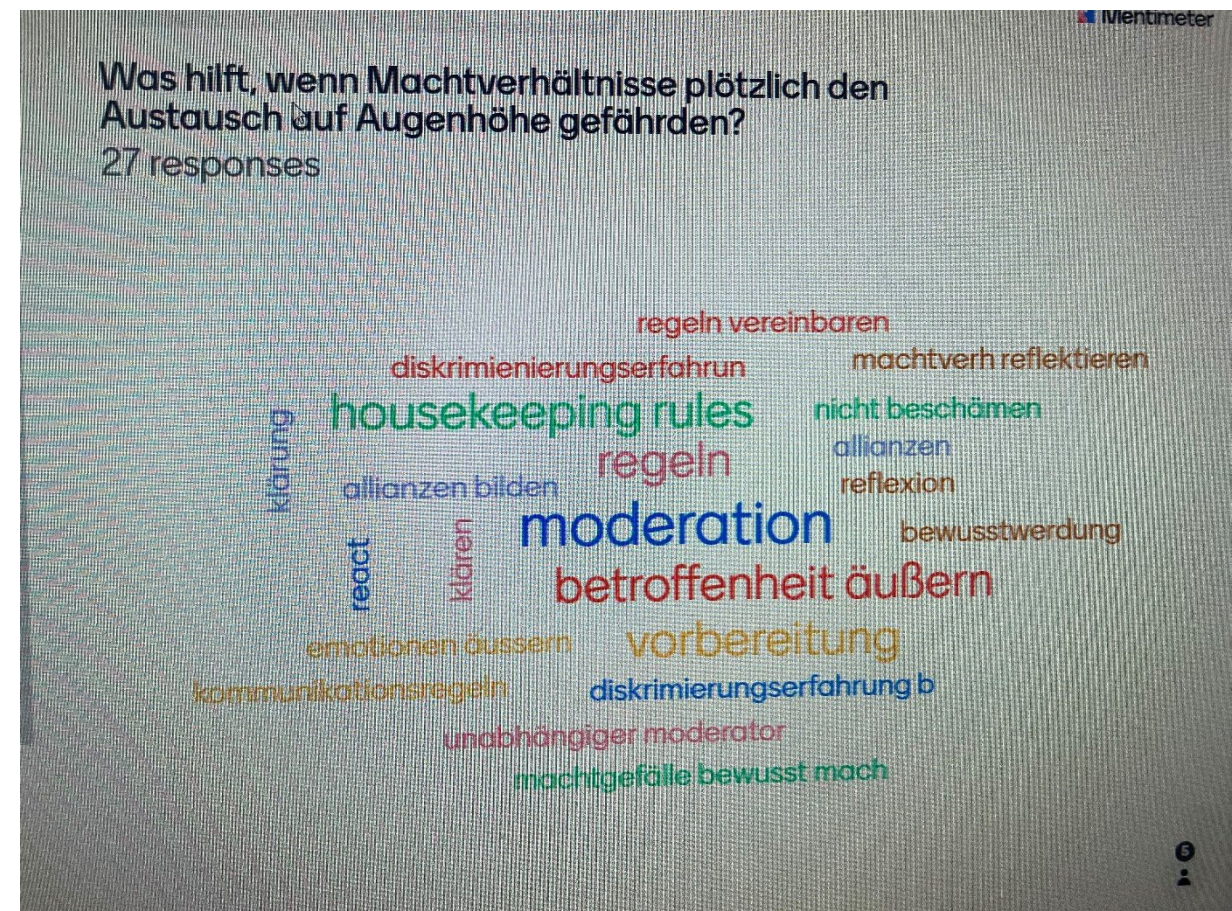 Mentimeter
Was hilft, wenn Machtverhältnisse plötzlich den
Austausch auf Augenhöhe gefährden?
27 responses
regeln vereinbaren
diskrimienierungserfahrun
machtverh reflektieren
housekeeping rules
nicht beschämen
klärung
regeln
allianzen
allianzen bilden
reflexion
moderation
bewusstwerdung
react
klären
betroffenheit äußern
emotionen äussern
vorbereitung
kommunikationsregeln
diskrimierungserfahrung b
unabhängiger moderator
machtgefälle bewusst mach
5